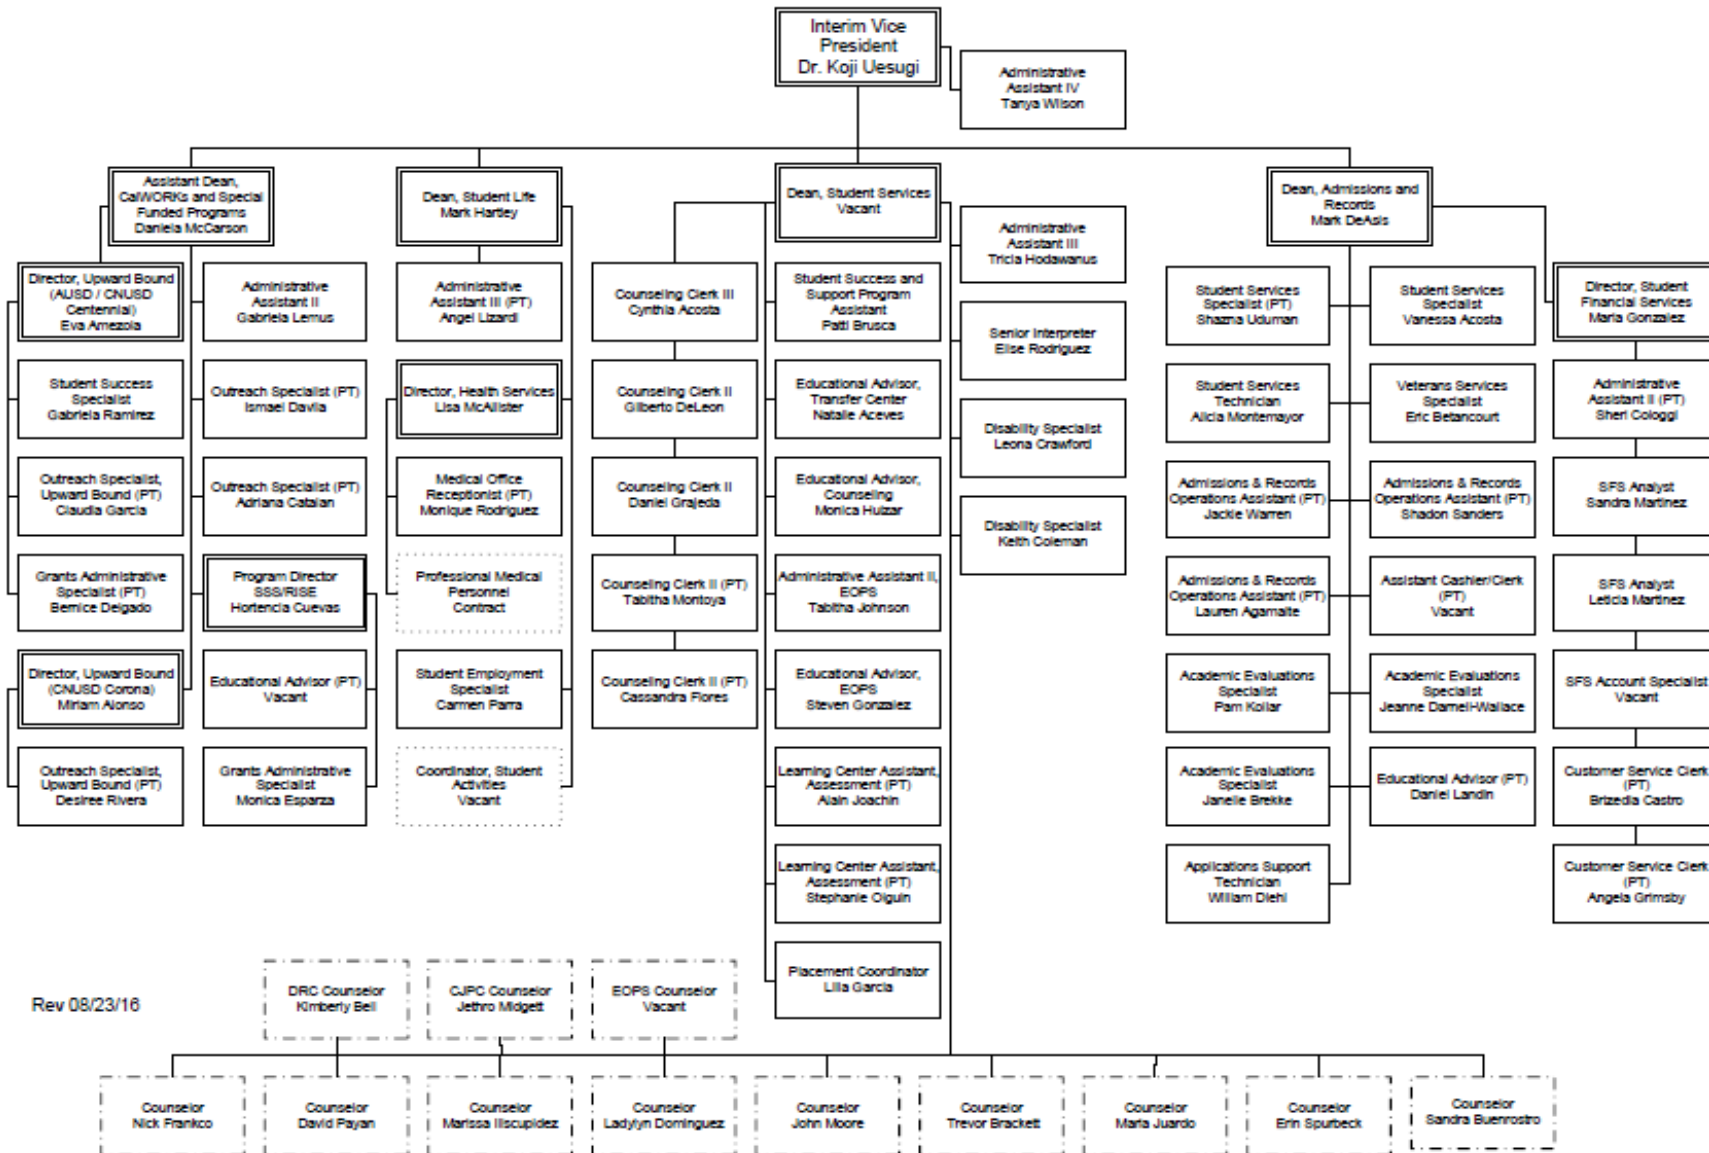 Interim Vice
President
Dr. Koji Uesugi
Administrative
Assistant IV
Tanya Wilson
Assistant Dean,
CalWORKs and Special
Funded Programs
Daniela McCarson
Dean, Student Life
Mark Hartley
Dean, Student Services
Vacant
Dean, Admissions and
Records
Mark DeAsis
Director, Upward Bound
(AUSD / CNUSD
Centennial)
Eva Amezola
Student Success
Specialist
Gabriela Ramirez
Outreach Specialist,
Upward Bound (PT)
Claudia Garcia
Grants Administrative
Specialist (PT)
Bernice Delgado
Director, Upward Bound
(CNUSD Corona)
Miriam Alonso
Outreach Specialist,
Upward Bound (PT)
Desiree Rivera
Administrative
Assistant II
Gabriela Lemus
Outreach Specialist (PT)
Ismael Davila
Outreach Specialist (PT)
Adriana Catalan
Program Director
SSS/RISE
Hortencia Cuevas
Educational Advisor (PT)
Vacant
Grants Administrative
Specialist
Monica Esparza
Administrative
Assistant III (PT)
Angel Lizardi
Director, Health Services
Lisa McAllister
Medical Office
Receptionist (PT)
Monique Rodriguez
Professional Medical
Personnel
Contract
Student Employment
Specialist
Carmen Parra
Coordinator, Student
Activities
Vacant
Counseling Clerk III
Cynthia Acosta
Counseling Clerk II
Gilberto DeLeon
Counseling Clerk II
Daniel Grajeda
Counseling Clerk II (PT)
Tabitha Montoya
Counseling Clerk II (PT)
Cassandra Flores
Student Success and
Support Program
Assistant
Patti Brusca
Educational Advisor,
Transfer Center
Natalie Aceves
Educational Advisor,
Counseling
Monica Huizar
Administrative Assistant II,
EOPS
Tabitha Johnson
Educational Advisor,
EOPS
Steven Gonzalez
Learning Center Assistant,
Assessment (PT)
Alain Joachin
Learning Center Assistant,
Assessment (PT)
Stephanie Olguin
Placement Coordinator
Lilia Garcia
Administrative
Assistant III
Tricia Hodawanus
Senior Interpreter
Elise Rodriguez
Disability Specialist
Leona Crawford
Disability Specialist
Keith Coleman
Student Services
Specialist (PT)
Shazna Uduman
Student Services
Technician
Alicia Montemayor
Admissions & Records
Operations Assistant (PT)
Jackie Warren
Admissions & Records
Operations Assistant (PT)
Lauren Agamaite
Academic Evaluations
Specialist
Pam Kollar
Academic Evaluations
Specialist
Janelle Brekke
Applications Support
Technician
William Diehl
Student Services
Specialist
Vanessa Acosta
Veterans Services
Specialist
Eric Betancourt
Admissions & Records
Operations Assistant (PT)
Shadon Sanders
Assistant Cashier/Clerk
(PT)
Vacant
Academic Evaluations
Specialist
Jeanne Darnell-Wallace
Educational Advisor (PT)
Daniel Landin
Director, Student
Financial Services
Maria Gonzalez
Administrative
Assistant II (PT)
Sheri Cologgi
SFS Analyst
Sandra Martinez
SFS Analyst
Leticia Martinez
SFS Account Specialist
Vacant
Customer Service Clerk
(PT)
Brizedia Castro
Customer Service Clerk
(PT)
Angela Grimsby
Rev 08/23/16
DRC Counselor
Kimberly Bell
CJPC Counselor
Jethro Midgett
EOPS Counselor
Vacant
Counselor
Nick Frankco
Counselor
David Payan
Counselor
Marissa Iliscupidez
Counselor
Ladylyn Dominguez
Counselor
John Moore
Counselor
Trevor Brackett
Counselor
Maria Juardo
Counselor
Erin Spurbeck
Counselor
Sandra Buenrostro